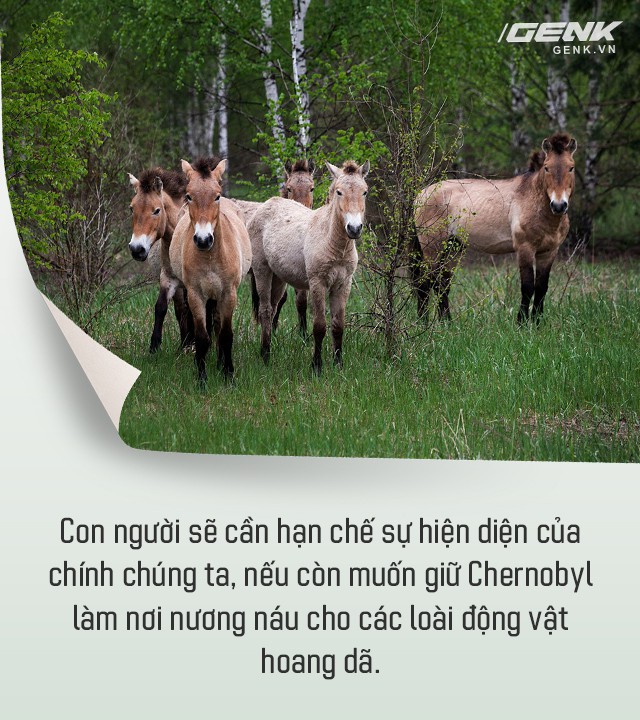 GENK
GENK.VN
Con người sẽ cần hạn chế sự hiện diện của
chính chúng ta, nếu còn muốn giữ Chernobyl
làm nơi nương náu cho các loài động vật
hoang dã.